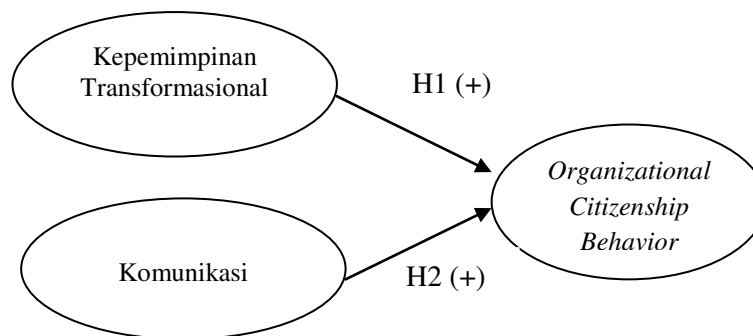 Kepemimpinan
Transformasional
H1 (+)
Organizational
Citizenship
Behavior
Komunikasi
H2 (+)